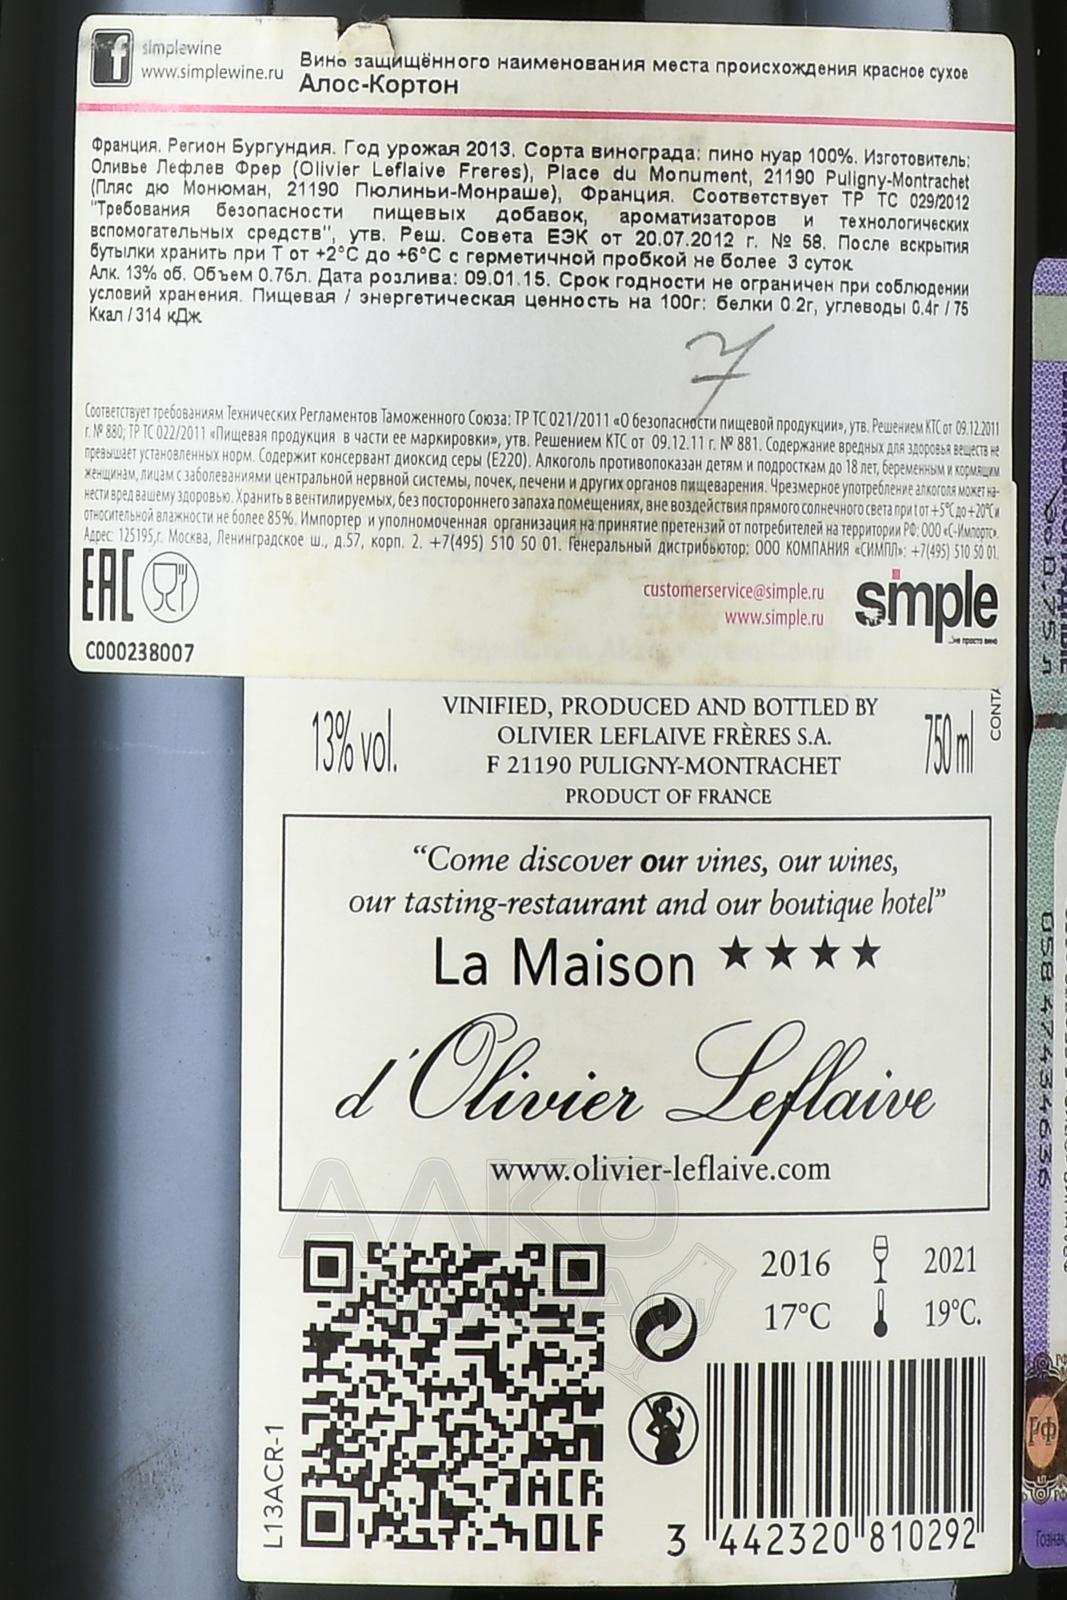 simplewine
www.simplewine.ru
Вино защищённого наименования места происхождения красное сухое
Алос-Кортон
Франция. Регион Бургундия. Год урожая 2013. Сорта винограда: пино нуар 100%. Изготовитель:
Оливье Лефлев Фрер (Olivier Leflaive Freres), Place du Monument, 21190 Puligny-Montrachet
(Пляс дю Монюман, 21190 Пюлиньи-Монраше), Франция. Соответствует ТР ТС 029/2012
"Требования безопасности пищевых добавок, ароматизаторов и технологических
вспомогательных средств", утв. Реш. Совета ЕЭК от 20.07.2012 г. № 58. После вскрытия
бутылки хранить при Т от +2°С до +6°С с герметичной пробкой не более 3 суток
Алк. 13% об. Объем 0.75л. Дата розлива: 09.01.15. Срок годности не ограничен при соблюдении
условий хранения. Пищевая / энергетическая ценность на 100г: белки 0.2г, углеводы 0.4г / 75
Ккал / 314 кДж
7
Соответствует требованиям Технических Регламентов Таможенного Союза: ТР ТС 021/2011 «О безопасности пищевой продукции», утв. Решением КТС от 09.12.2011
г. № 880; ТР ТС 022/2011 «Пищевая продукция в части ее маркировки», утв. Решением КТС от 09.12.11 г. № 881. Содержание вредных для здоровья веществ не
превышает установленных норм. Содержит консервант диоксид серы (Е220). Алкоголь противопоказан детям и подросткам до 18 лет, беременным и кормящим
женщинам, лицам с заболеваниями центральной нервной системы, почек, печени и других органов пищеварения. Чрезмерное употребление алкоголя может на-
нести вред вашему здоровью. Хранить в вентилируемых, без постороннего запаха помещениях, вне воздействия прямого солнечного света при t от +5°С до +20°С и
относительной влажности не более 85%. Импортер и уполномоченная организация на принятие претензий от потребителей на территории РФ: ООО «С-Импорт».
Адрес: 125195, г. Москва, Ленинградское ш., д.57, корп. 2. +7(495) 510 50 01. Генеральный дистрибьютор: ООО КОМПАНИЯ «СИМПЛ»: +7(495) 510 50 01.
EAC
customerservice@simple.ru
www.simple.ru
simple
...не просто вино
C000238007
13% vol.
VINIFIED, PRODUCED AND BOTTLED BY
OLIVIER LEFLAIVE FRÈRES S.A.
F 21190 PULIGNY-MONTRACHET
PRODUCT OF FRANCE
750 ml
CONTA
“Come discover our vines, our wines,
our tasting-restaurant and our boutique hotel”
La Maison ★★★★
d'Olivier Leflaive
www.olivier-leflaive.com
2016 2021
17°C 19°C.
L13ACR-1
ACR
OLF
3 442320 810292
0.75 л
058 47434636
РФ